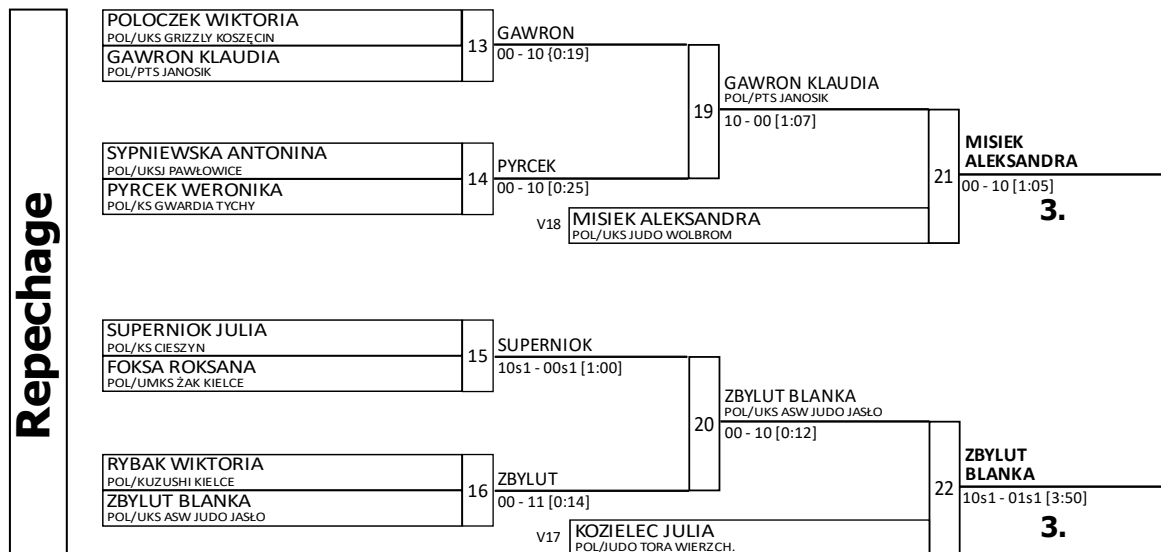 Repechage
POLOCZEK WIKTORIA
POL/UKS GRIZZLY KOSZĘCIN
GAWRON KLAUDIA
POL/PTS JANOSIK
13
GAWRON
00 - 10 {0:19]
SYPNIEWSKA ANTONINA
POL/UKSJ PAWŁOWICE
PYRCEK WERONIKA
POL/KS GWARDIA TYCHY
14
PYRCEK
00 - 10 [0:25]
19
GAWRON KLAUDIA
POL/PTS JANOSIK
10 - 00 [1:07]
V18
MISIEK ALEKSANDRA
POL/UKS JUDO WOLBROM
21
MISIEK
ALEKSANDRA
00 - 10 [1:05]
3.
SUPERNIOK JULIA
POL/KS CIESZYN
FOKSA ROKSANA
POL/UMKS ŻAK KIELCE
15
SUPERNIOK
10s1 - 00s1 [1:00]
RYBAK WIKTORIA
POL/KUZUSHI KIELCE
ZBYLUT BLANKA
POL/UKS ASW JUDO JASŁO
16
ZBYLUT
00 - 11 [0:14]
20
ZBYLUT BLANKA
POL/UKS ASW JUDO JASŁO
00 - 10 [0:12]
V17
KOZIELEC JULIA
POL/JUDO TORA WIERZCH.
22
ZBYLUT
BLANKA
10s1 - 01s1 [3:50]
3.